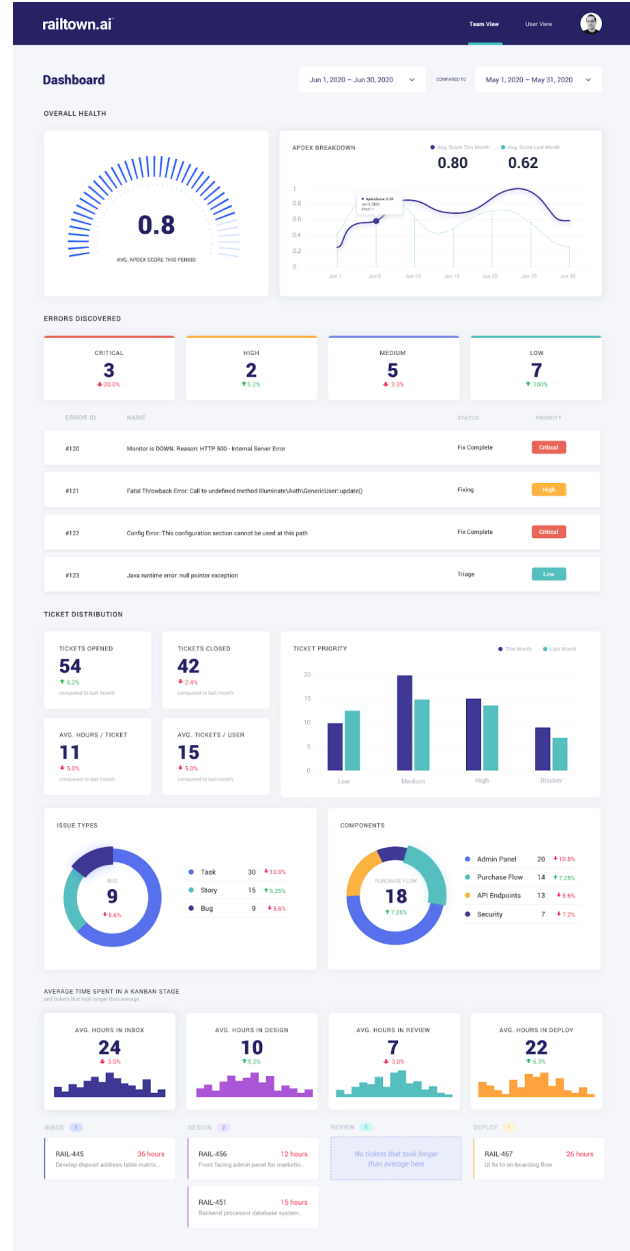 railtown.ai
Team View
User View
Dashboard
Jun 1, 2020 – Jun 30, 2020
COMPARED TO
May 1, 2020 – May 31, 2020
OVERALL HEALTH
0.8
AVG. APDEX SCORE THIS PERIOD
APDEX BREAKDOWN
Avg. Score This Month
Avg. Score Last Month
0.80
0.62
1
0.8
0.6
0.4
0.2
0
Jun 5, 2020
Jun 1
Jun 5
Jun 10
Jun 15
Jun 20
Jun 25
Jun 30
ERRORS DISCOVERED
CRITICAL
3
20.0%
HIGH
2
5.2%
MEDIUM
5
3.0%
LOW
7
100%
ERROR ID
NAME
STATUS
PRIORITY
#120
Monitor is DOWN. Reason: HTTP 500 - Internal Server Error
Fix Complete
Critical
#121
Fatal Throwback Error: Call to undefined method Illuminate\Auth\GenericUser::update()
Fixing
High
#122
Config Error: This configuration section cannot be used at this path
Fix Complete
Critical
#123
Java runtime error: null pointer exception
Triage
Low
TICKET DISTRIBUTION
TICKETS OPENED
54
5.2%
compared to last month
TICKETS CLOSED
42
2.4%
compared to last month
AVG. HOURS / TICKET
11
5.0%
compared to last month
AVG. TICKETS / USER
15
5.0%
compared to last month
TICKET PRIORITY
This Month
Last Month
20
15
10
5
0
Low
Medium
High
Blocker
ISSUE TYPES
BUG
9
5.6%
Task 30 10.8%
Story 15 5.25%
Bug 9 5.6%
COMPONENTS
PURCHASE FLOW
18
7.25%
Admin Panel 20 10.8%
Purchase Flow 14 7.25%
API Endpoints 13 5.6%
Security 7 7.2%
AVERAGE TIME SPENT IN A KANBAN STAGE
and tickets that took longer than average
AVG. HOURS IN INBOX
24
3.0%
AVG. HOURS IN DESIGN
10
5.2%
AVG. HOURS IN REVIEW
7
3.0%
AVG. HOURS IN DEPLOY
22
6.3%
INBOX 1
RAIL-445
36 hours
Develop deposit address table matrix...
DESIGN 2
RAIL-456
12 hours
Front facing admin panel for marketin...
RAIL-451
15 hours
Backend processor database system...
REVIEW 0
No tickets that took longer
than average here
DEPLOY
RAIL-467
26 hours
UI fix to on-boarding flow